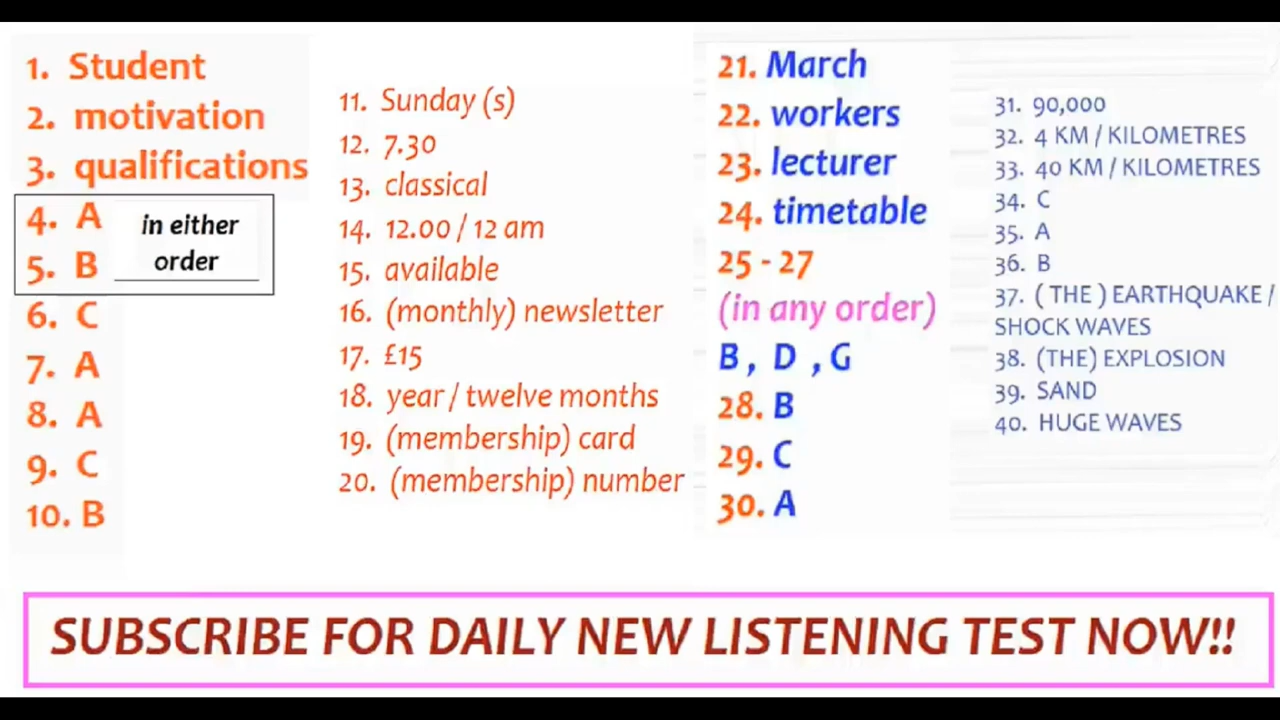 1. Student
2. motivation
3. qualifications
4. A
5. B
in either
order
6. C
7. A
8. A
9. C
10. B
11. Sunday (s)
12. 7.30
13. classical
14. 12.00 / 12 am
15. available
16. (monthly) newsletter
17. £15
18. year / twelve months
19. (membership) card
20. (membership) number
21. March
22. workers
23. lecturer
24. timetable
25 - 27
(in any order)
B , D , G
28. B
29. C
30. A
31. 90,000
32. 4 KM / KILOMETRES
33. 40 KM / KILOMETRES
34. C
35. A
36. B
37. ( THE ) EARTHQUAKE /
SHOCK WAVES
38. (THE) EXPLOSION
39. SAND
40. HUGE WAVES
SUBSCRIBE FOR DAILY NEW LISTENING TEST NOW!!